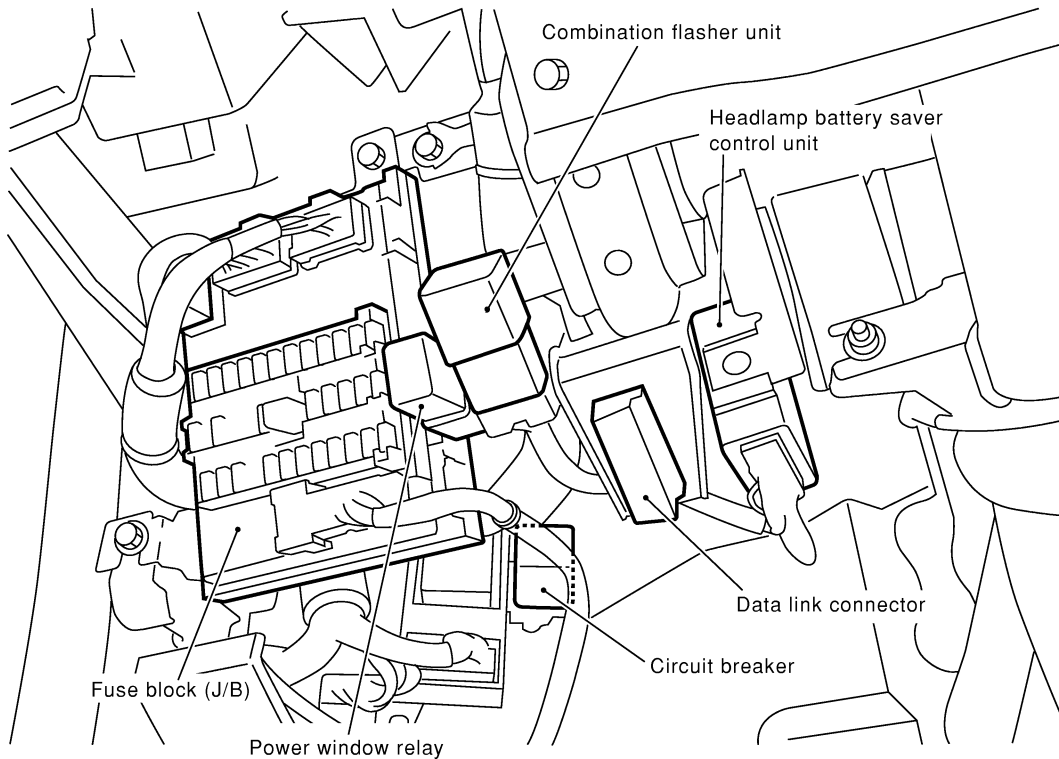 Combination flasher unit
Headlamp battery saver
control unit
Data link connector
Circuit breaker
Fuse block (J/B)
Power window relay